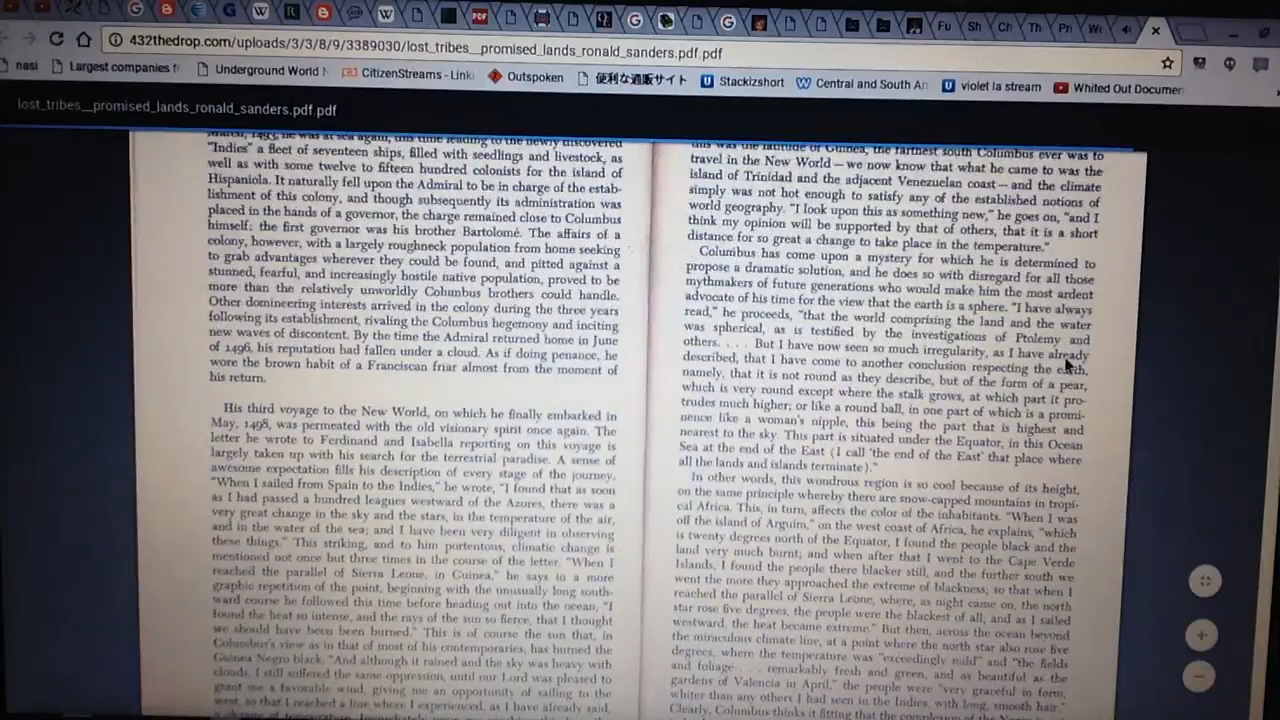 Fu
Sh
Ch
Th
Pri
We
432thedrop.com/uploads/3/3/8/9/3389030/lost_tribes__promised_lands_ronald_sanders.pdf.pdf
nasi
Largest companies f
Underground World
CitizenStreams - Link
Outspoken
便利な通販サイト
Stackizshort
Central and South Am
violet la stream
Whited Out Documen
lost_tribes__promised_lands_ronald_sanders.pdf.pdf
March, 1493, he was at sea again, this time leading to the newly discovered
"Indies" a fleet of seventeen ships, filled with seedlings and livestock, as
well as with some twelve to fifteen hundred colonists for the island of
Hispaniola. It naturally fell upon the Admiral to be in charge of the estab-
lishment of this colony, and though subsequently its administration was
placed in the hands of a governor, the charge remained close to Columbus
himself; the first governor was his brother Bartolomé. The affairs of a
colony, however, with a largely roughneck population from home seeking
to grab advantages wherever they could be found, and pitted against a
stunned, fearful, and increasingly hostile native population, proved to be
more than the relatively unworldly Columbus brothers could handle.
Other domineering interests arrived in the colony during the three years
following its establishment, rivaling the Columbus hegemony and inciting
new waves of discontent. By the time the Admiral returned home in June
of 1496, his reputation had fallen under a cloud. As if doing penance, he
wore the brown habit of a Franciscan friar almost from the moment of
his return.
His third voyage to the New World, on which he finally embarked in
May, 1498, was permeated with the old visionary spirit once again. The
letter he wrote to Ferdinand and Isabella reporting on this voyage is
largely taken up with his search for the terrestrial paradise. A sense of
awesome expectation fills his description of every stage of the journey.
"When I sailed from Spain to the Indies," he wrote, "I found that as soon
as I had passed a hundred leagues westward of the Azores, there was a
very great change in the sky and the stars, in the temperature of the air,
and in the water of the sea; and I have been very diligent in observing
these things." This striking, and to him portentous, climatic change is
mentioned not once but three times in the course of the letter. "When I
reached the parallel of Sierra Leone, in Guinea," he says in a more
graphic repetition of the point, beginning with the unusually long south-
ward course he followed this time before heading out into the ocean, "I
found the heat so intense, and the rays of the sun so fierce, that I thought
we should have been burned." This is of course the sun that, in
Columbus's view as in that of most of his contemporaries, has burned the
Guinea Negro black. "And although it rained and the sky was heavy with
clouds, I still suffered the same oppression, until our Lord was pleased to
grant me a favorable wind, giving me an opportunity of sailing to the
west, so that I reached a line where I experienced, as I have already said,
this was the latitude of Guinea, the farthest south Columbus ever was to
travel in the New World — we now know that what he came to was the
island of Trinidad and the adjacent Venezuelan coast — and the climate
simply was not hot enough to satisfy any of the established notions of
world geography. "I look upon this as something new," he goes on, "and I
think my opinion will be supported by that of others, that it is a short
distance for so great a change to take place in the temperature."
Columbus has come upon a mystery for which he is determined to
propose a dramatic solution, and he does so with disregard for all those
mythmakers of future generations who would make him the most ardent
advocate of his time for the view that the earth is a sphere. "I have always
read," he proceeds, "that the world comprising the land and the water
was spherical, as is testified by the investigations of Ptolemy and
others. . . . But I have now seen so much irregularity, as I have already
described, that I have come to another conclusion respecting the earth,
namely, that it is not round as they describe, but of the form of a pear,
which is very round except where the stalk grows, at which part it pro-
trudes much higher; or like a round ball, in one part of which is a promi-
nence like a woman's nipple, this being the part that is highest and
nearest to the sky. This part is situated under the Equator, in this Ocean
Sea at the end of the East (I call 'the end of the East' that place where
all the lands and islands terminate)."
In other words, this wondrous region is so cool because of its height,
on the same principle whereby there are snow-capped mountains in tropi-
cal Africa. This, in turn, affects the color of the inhabitants. "When I was
off the island of Arguim," on the west coast of Africa, he explains, "which
is twenty degrees north of the Equator, I found the people black and the
land very much burnt; and when after that I went to the Cape Verde
Islands, I found the people there blacker still, and the further south we
went the more they approached the extreme of blackness; so that when I
reached the parallel of Sierra Leone, where, as night came on, the north
star rose five degrees, the people were the blackest of all, and as I sailed
westward, the heat became extreme." But then, across the ocean beyond
the miraculous climate line, at a point where the north star also rose five
degrees, where the temperature was "exceedingly mild" and "the fields
and foliage . . . remarkably fresh and green, and as beautiful as the
gardens of Valencia in April," the people were "very graceful in form,
whiter than any others I had seen in the Indies, with long, smooth hair."
Clearly, Columbus thinks it fitting that the